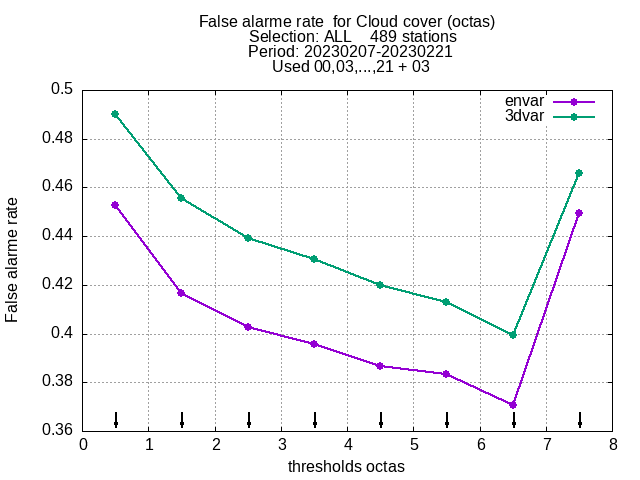 False alarme rate  for Cloud cover (octas)
Selection: ALL    489 stations
Period: 20230207-20230221
Used 00,03,...,21 + 03
envar
3dvar
0.5
0.48
0.46
0.44
0.42
0.4
0.38
0.36
False alarme rate
0 1 2 3 4 5 6 7 8
thresholds octas